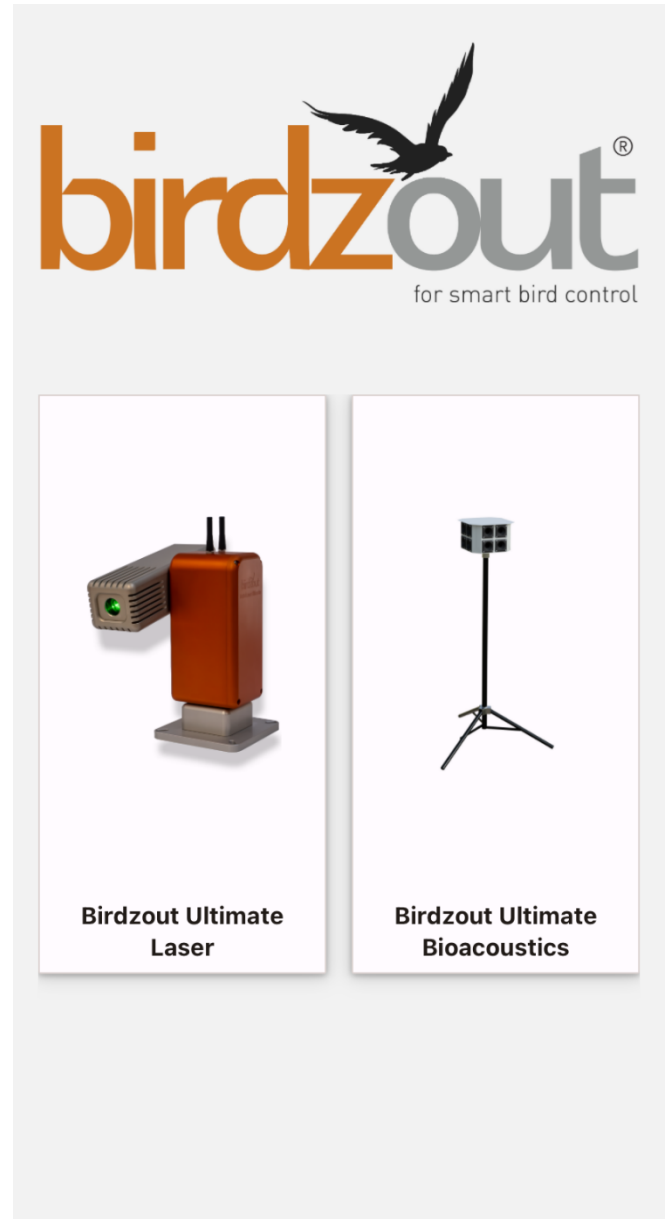 birdzout®
for smart bird control
Birdzout Ultimate
Laser
Birdzout Ultimate
Bioacoustics